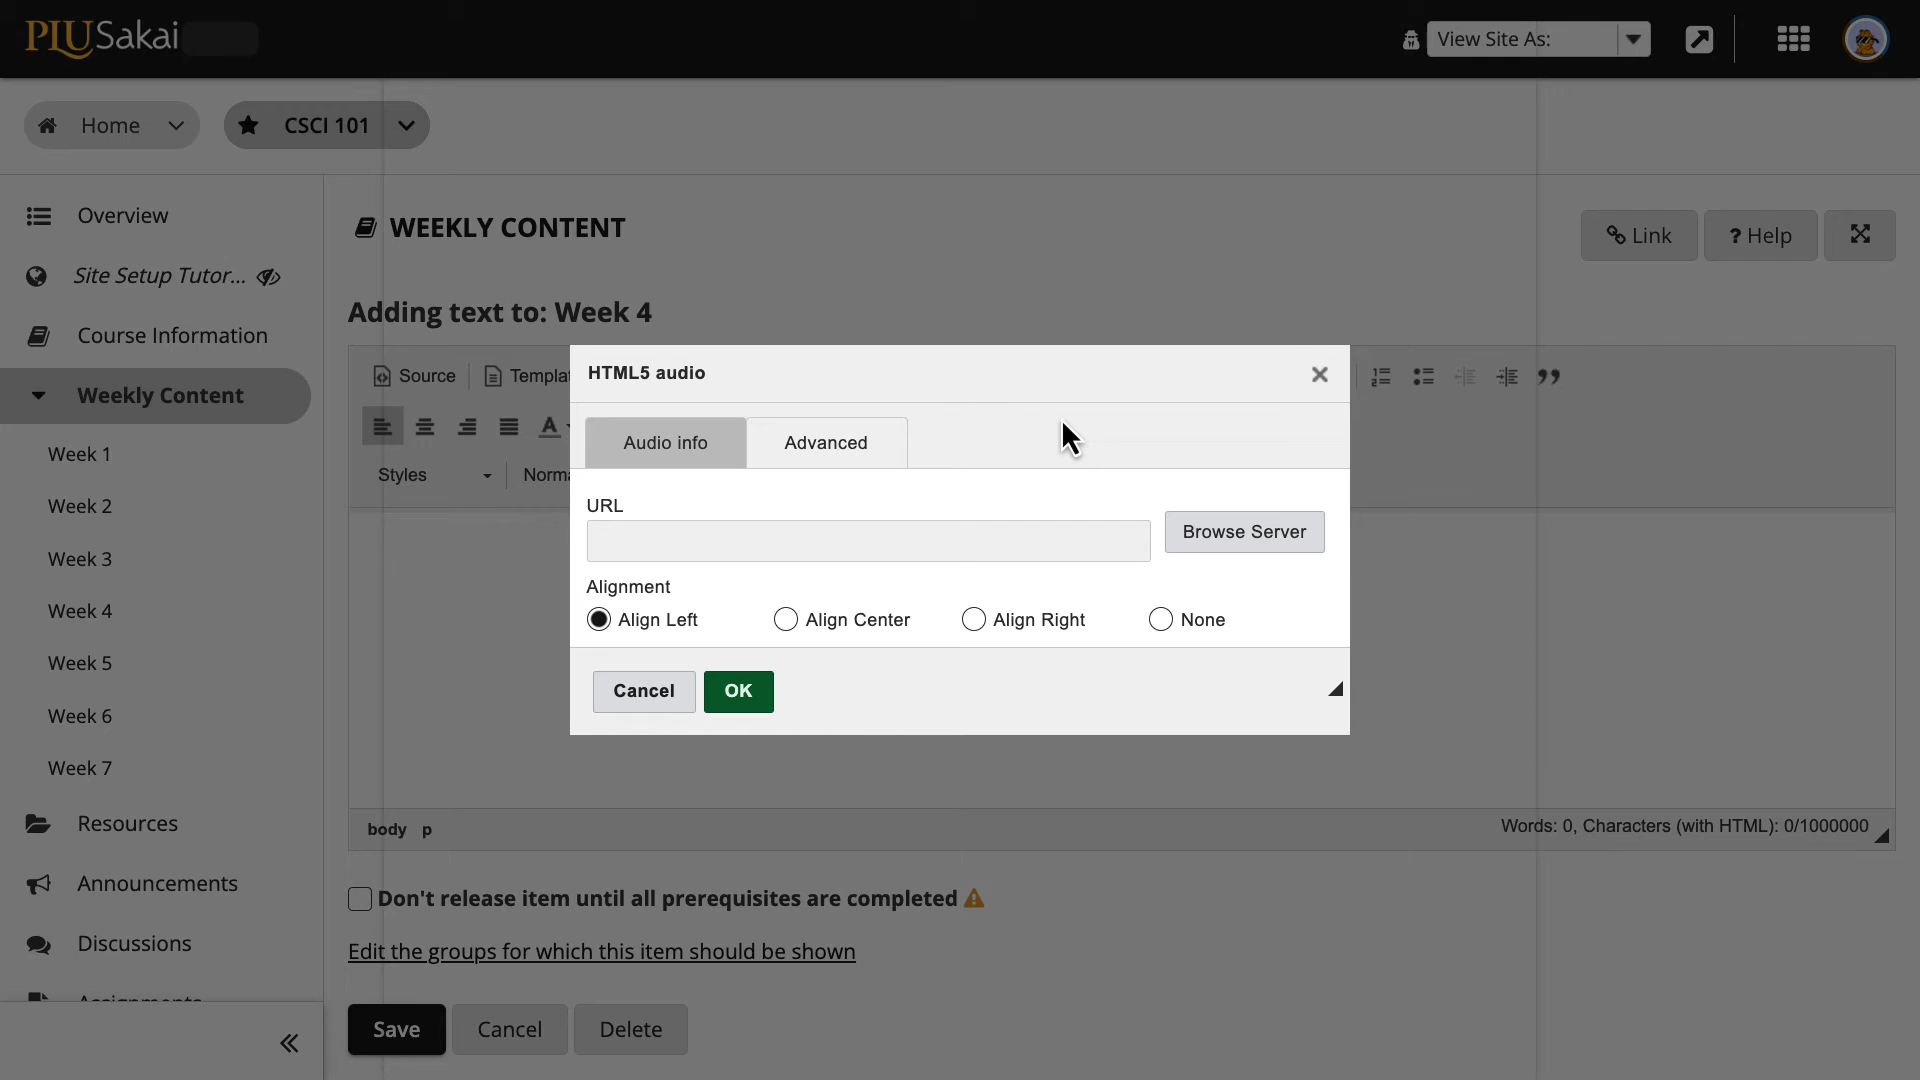 PLU Sakai
View Site As:
Home
CSCI 101
Overview
Site Setup Tutor...
Course Information
Weekly Content
Week 1
Week 2
Week 3
Week 4
Week 5
Week 6
Week 7
Resources
Announcements
Discussions
Assignments
WEEKLY CONTENT
Link
? Help
Adding text to: Week 4
Source
Templat
Styles
Norma
HTML5 audio
Audio info
Advanced
URL
Browse Server
Alignment
Align Left
Align Center
Align Right
None
Cancel
OK
body p
Words: 0, Characters (with HTML): 0/1000000
Don't release item until all prerequisites are completed
Edit the groups for which this item should be shown
Save
Cancel
Delete